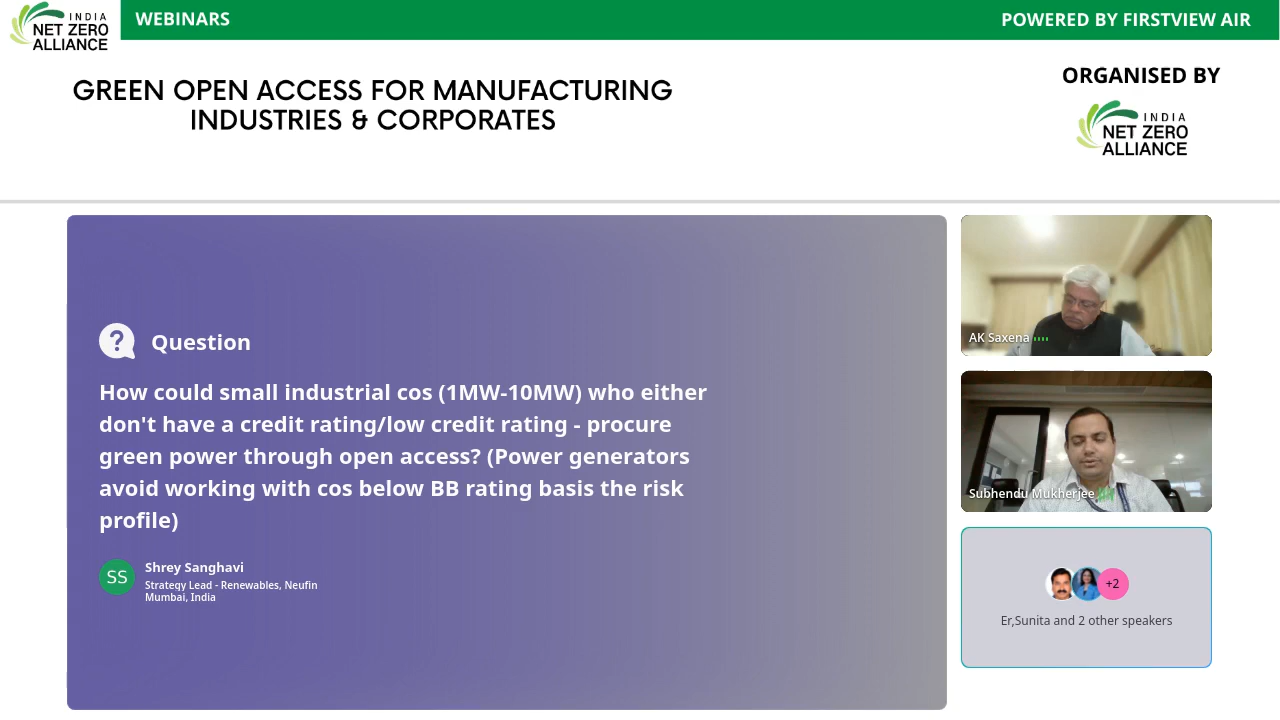 INDIA
NET ZERO
ALLIANCE
WEBINARS
POWERED BY FIRSTVIEW AIR
GREEN OPEN ACCESS FOR MANUFACTURING
INDUSTRIES & CORPORATES
ORGANISED BY
INDIA
NET ZERO
ALLIANCE
? Question
How could small industrial cos (1MW-10MW) who either
don't have a credit rating/low credit rating - procure
green power through open access? (Power generators
avoid working with cos below BB rating basis the risk
profile)
SS
Shrey Sanghavi
Strategy Lead - Renewables, Neufin
Mumbai, India
AK Saxena
Subhendu Mukherjee
+2
Er,Sunita and 2 other speakers